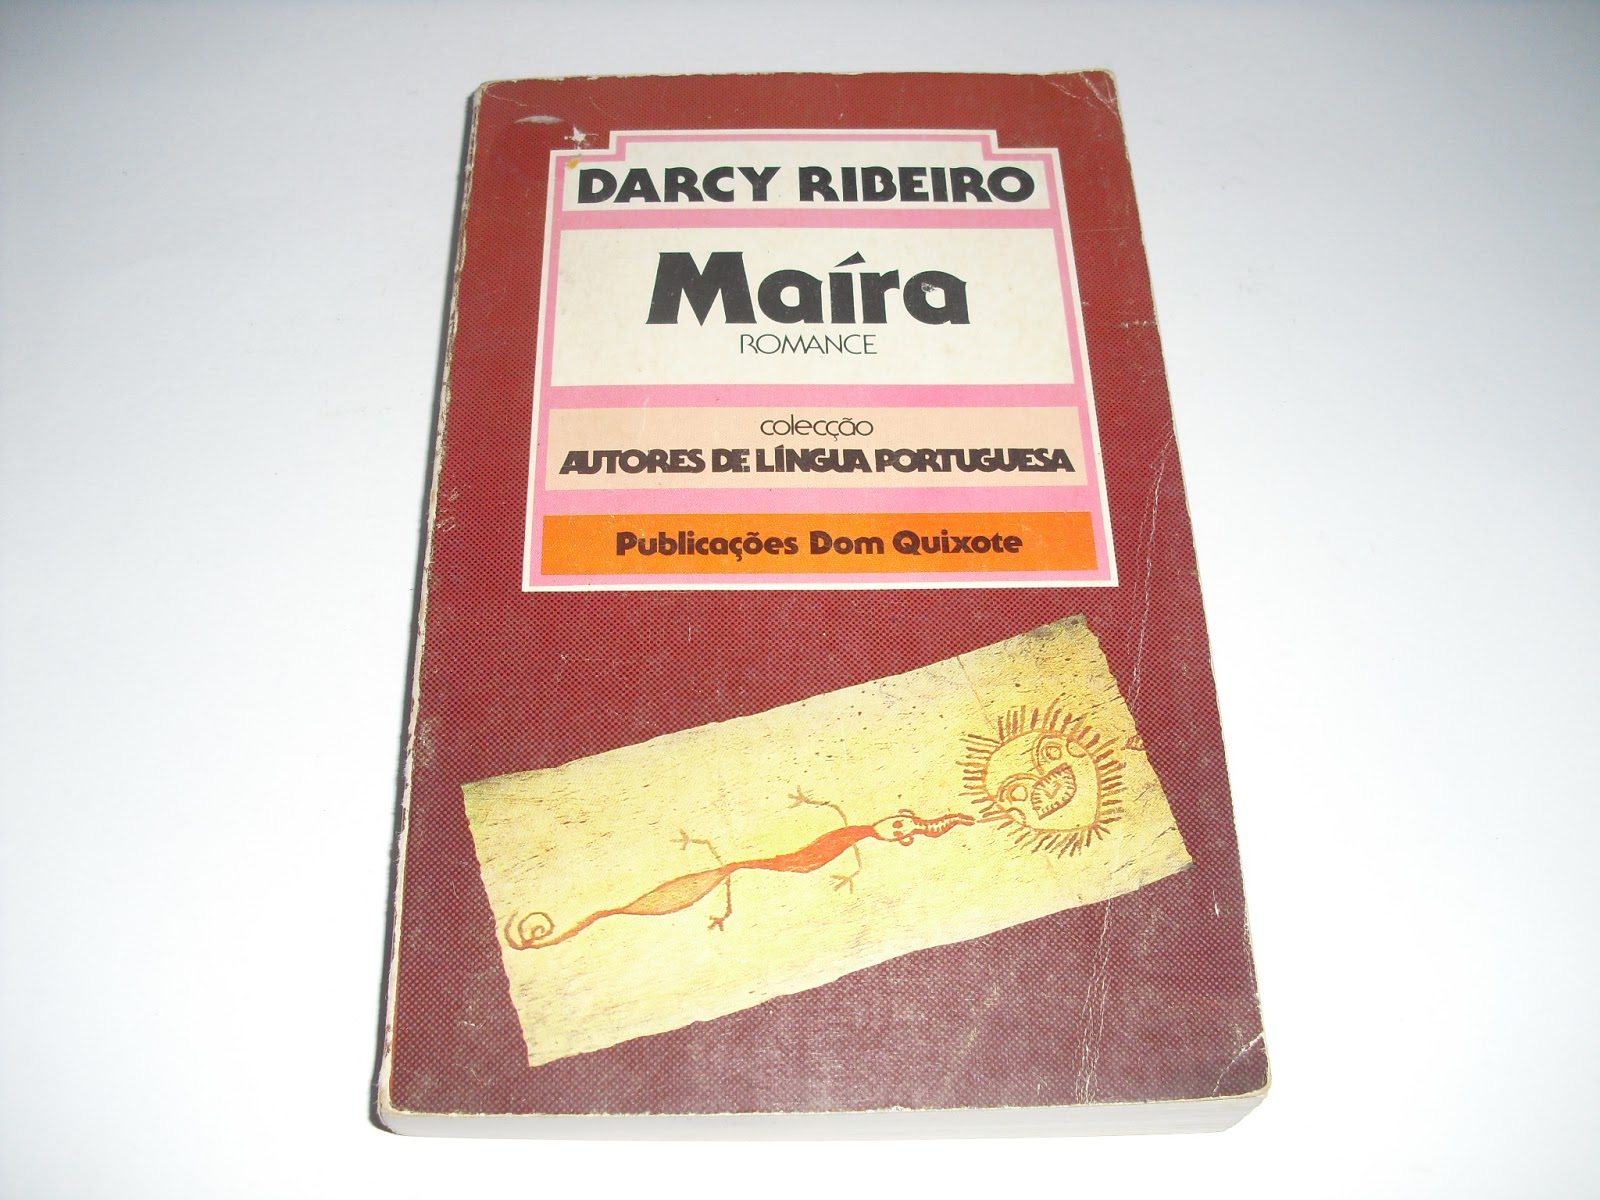 DARCY RIBEIRO
Maíra
ROMANCE
colecção
AUTORES DE LÍNGUA PORTUGUESA
Publicações Dom Quixote